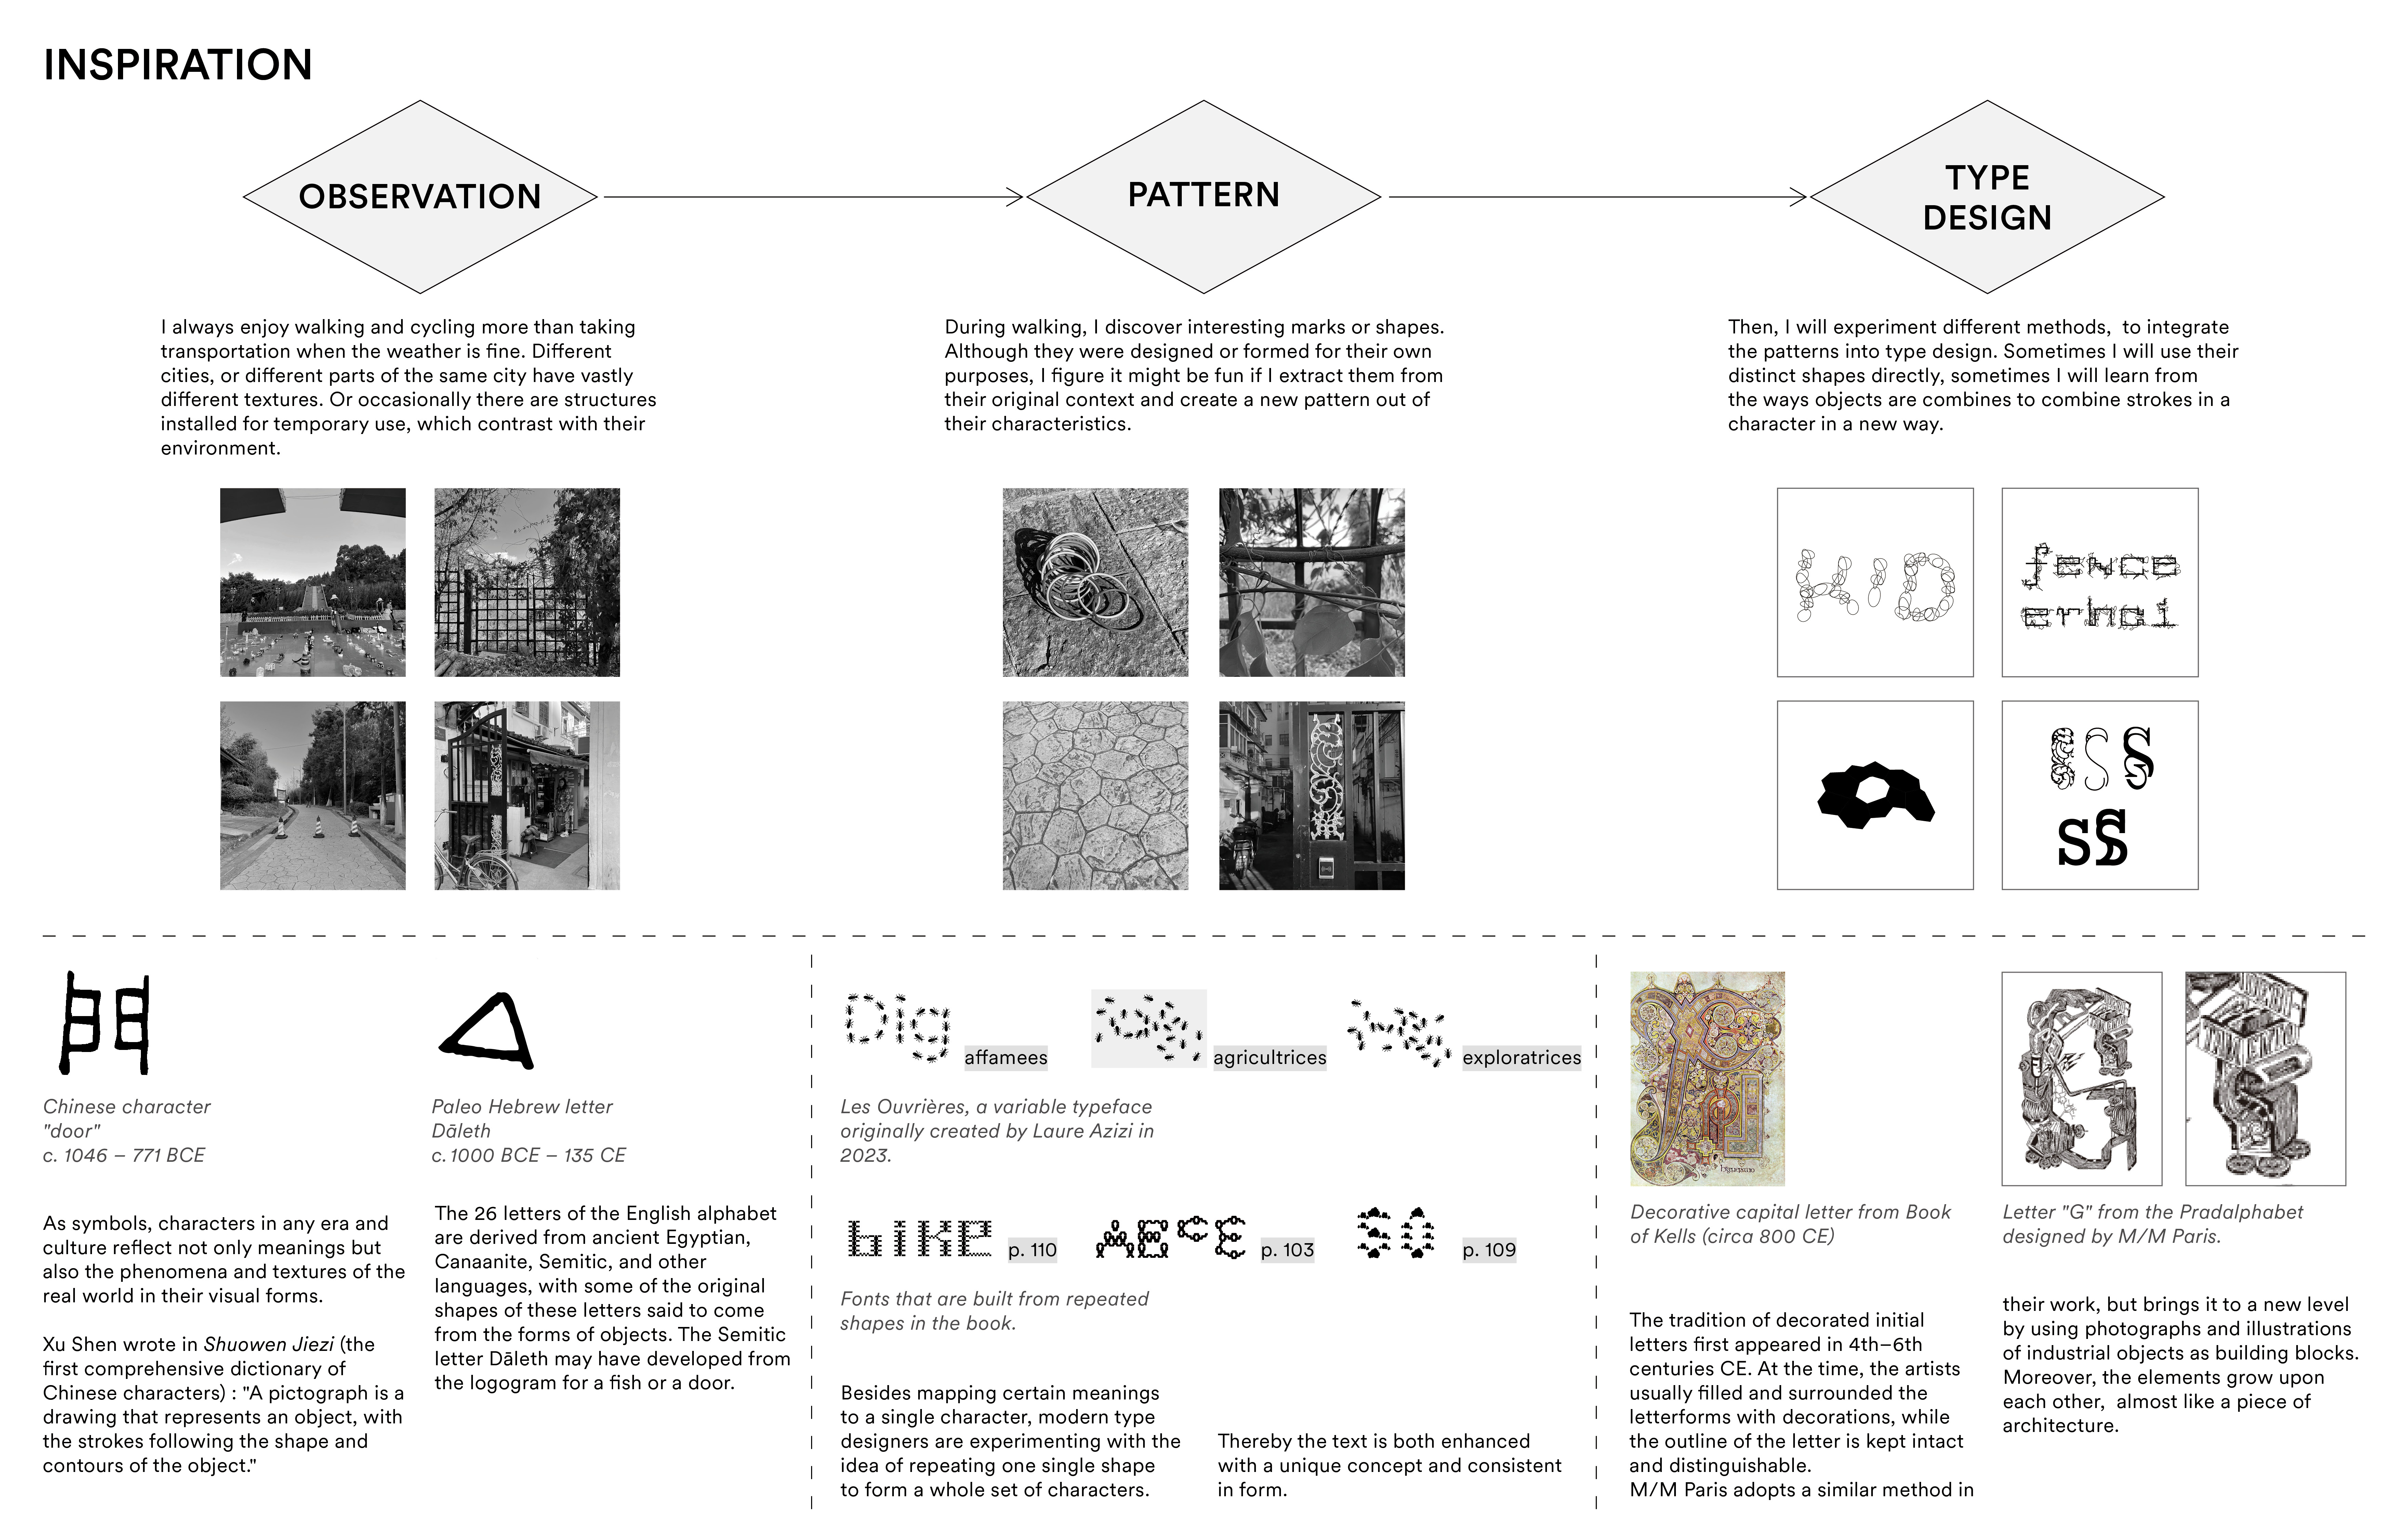 INSPIRATION
OBSERVATION
PATTERN
TYPE
DESIGN
I always enjoy walking and cycling more than taking
transportation when the weather is fine. Different
cities, or different parts of the same city have vastly
different textures. Or occasionally there are structures
installed for temporary use, which contrast with their
environment.
During walking, I discover interesting marks or shapes.
Although they were designed or formed for their own
purposes, I figure it might be fun if I extract them from
their original context and create a new pattern out of
their characteristics.
Then, I will experiment different methods,  to integrate
the patterns into type design. Sometimes I will use their
distinct shapes directly, sometimes I will learn from
the ways objects are combines to combine strokes in a
character in a new way.
KID
fence
S S S
S S
門
Chinese character
"door"
c. 1046 – 771 BCE
As symbols, characters in any era and
culture reflect not only meanings but
also the phenomena and textures of the
real world in their visual forms.
Xu Shen wrote in Shuowen Jiezi (the
first comprehensive dictionary of
Chinese characters) : "A pictograph is a
drawing that represents an object, with
the strokes following the shape and
contours of the object."
Paleo Hebrew letter
Dāleth
c. 1000 BCE – 135 CE
The 26 letters of the English alphabet
are derived from ancient Egyptian,
Canaanite, Semitic, and other
languages, with some of the original
shapes of these letters said to come
from the forms of objects. The Semitic
letter Dāleth may have developed from
the logogram for a fish or a door.
Dig affamees
agricultrices
exploratrices
Les Ouvrières, a variable typeface
originally created by Laure Azizi in
2023.
LIKE p. 110
p. 103
SO p. 109
Fonts that are built from repeated
shapes in the book.
Besides mapping certain meanings
to a single character, modern type
designers are experimenting with the
idea of repeating one single shape
to form a whole set of characters.
Thereby the text is both enhanced
with a unique concept and consistent
in form.
Decorative capital letter from Book
of Kells (circa 800 CE)
The tradition of decorated initial
letters first appeared in 4th–6th
centuries CE. At the time, the artists
usually filled and surrounded the
letterforms with decorations, while
the outline of the letter is kept intact
and distinguishable.
M/M Paris adopts a similar method in
Letter "G" from the Pradalphabet
designed by M/M Paris.
their work, but brings it to a new level
by using photographs and illustrations
of industrial objects as building blocks.
Moreover, the elements grow upon
each other,  almost like a piece of
architecture.